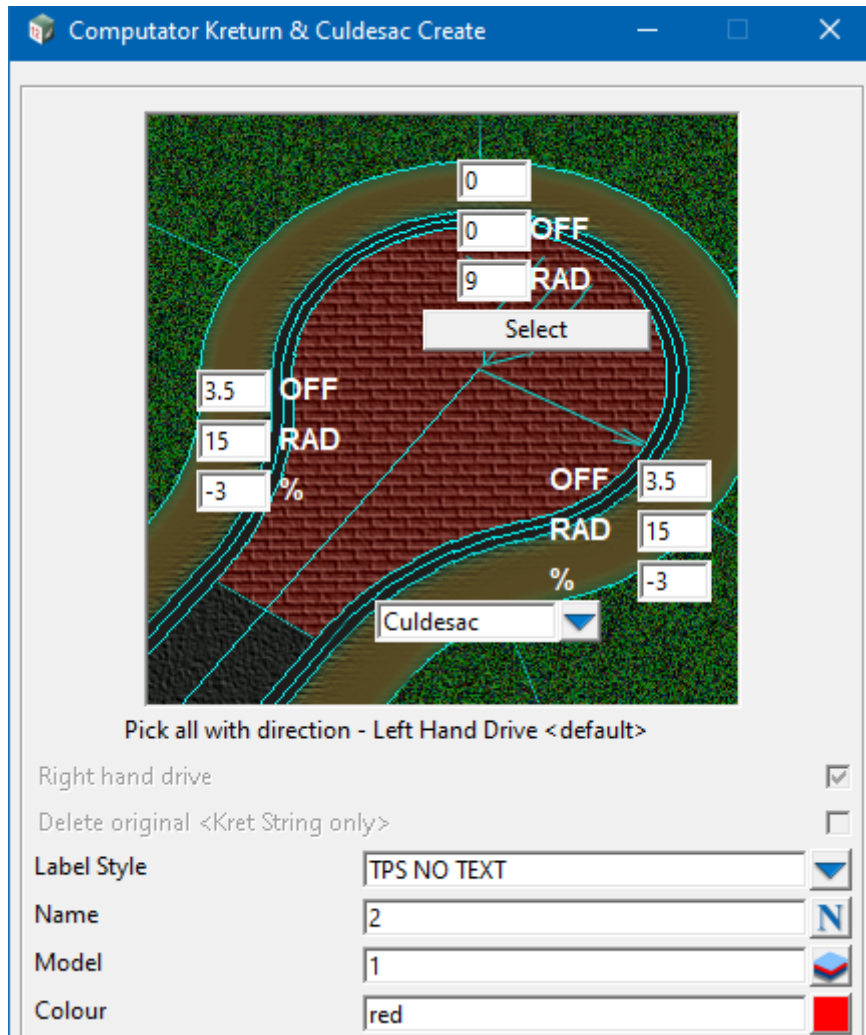 Computator Kreturn & Culdesac Create
0
0 OFF
9 RAD
Select
3.5 OFF
15 RAD
-3 %
OFF 3.5
RAD 15
% -3
Culdesac
Pick all with direction - Left Hand Drive <default>
Right hand drive
Delete original <Kret String only>
Label Style TPS NO TEXT
Name 2 N
Model 1
Colour red